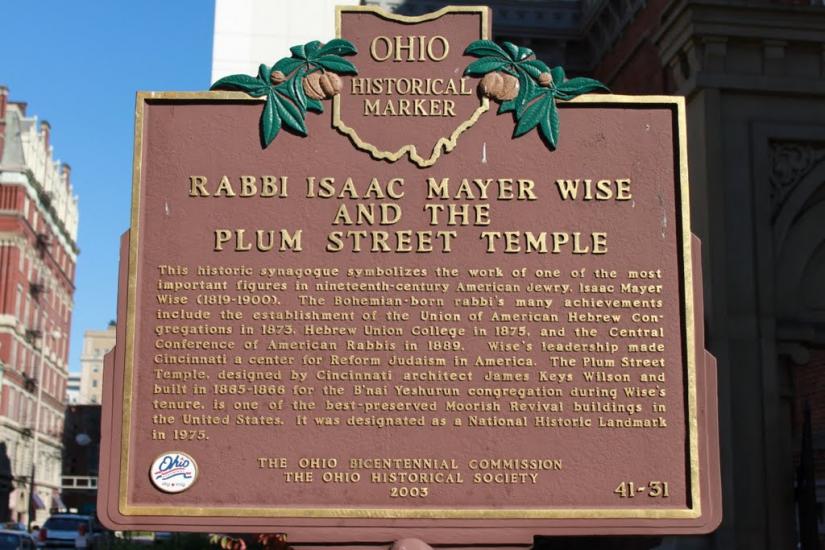 OHIO
HISTORICAL
MARKER
RABBI ISAAC MAYER WISE
AND THE
PLUM STREET TEMPLE
This historic synagogue symbolizes the work of one of the most
important figures in nineteenth-century American Jewry, Isaac Mayer
Wise (1819-1900). The Bohemian-born rabbi's many achievements
include the establishment of the Union of American Hebrew Con-
gregations in 1873, Hebrew Union College in 1875, and the Central
Conference of American Rabbis in 1889. Wise's leadership made
Cincinnati a center for Reform Judaism in America. The Plum Street
Temple, designed by Cincinnati architect James Keys Wilson and
built in 1865-1866 for the B'nai Yeshurun congregation during Wise's
tenure, is one of the best-preserved Moorish Revival buildings in
the United States. It was designated as a National Historic Landmark
in 1975.
Ohio
THE OHIO BICENTENNIAL COMMISSION
THE OHIO HISTORICAL SOCIETY
2003
41-31